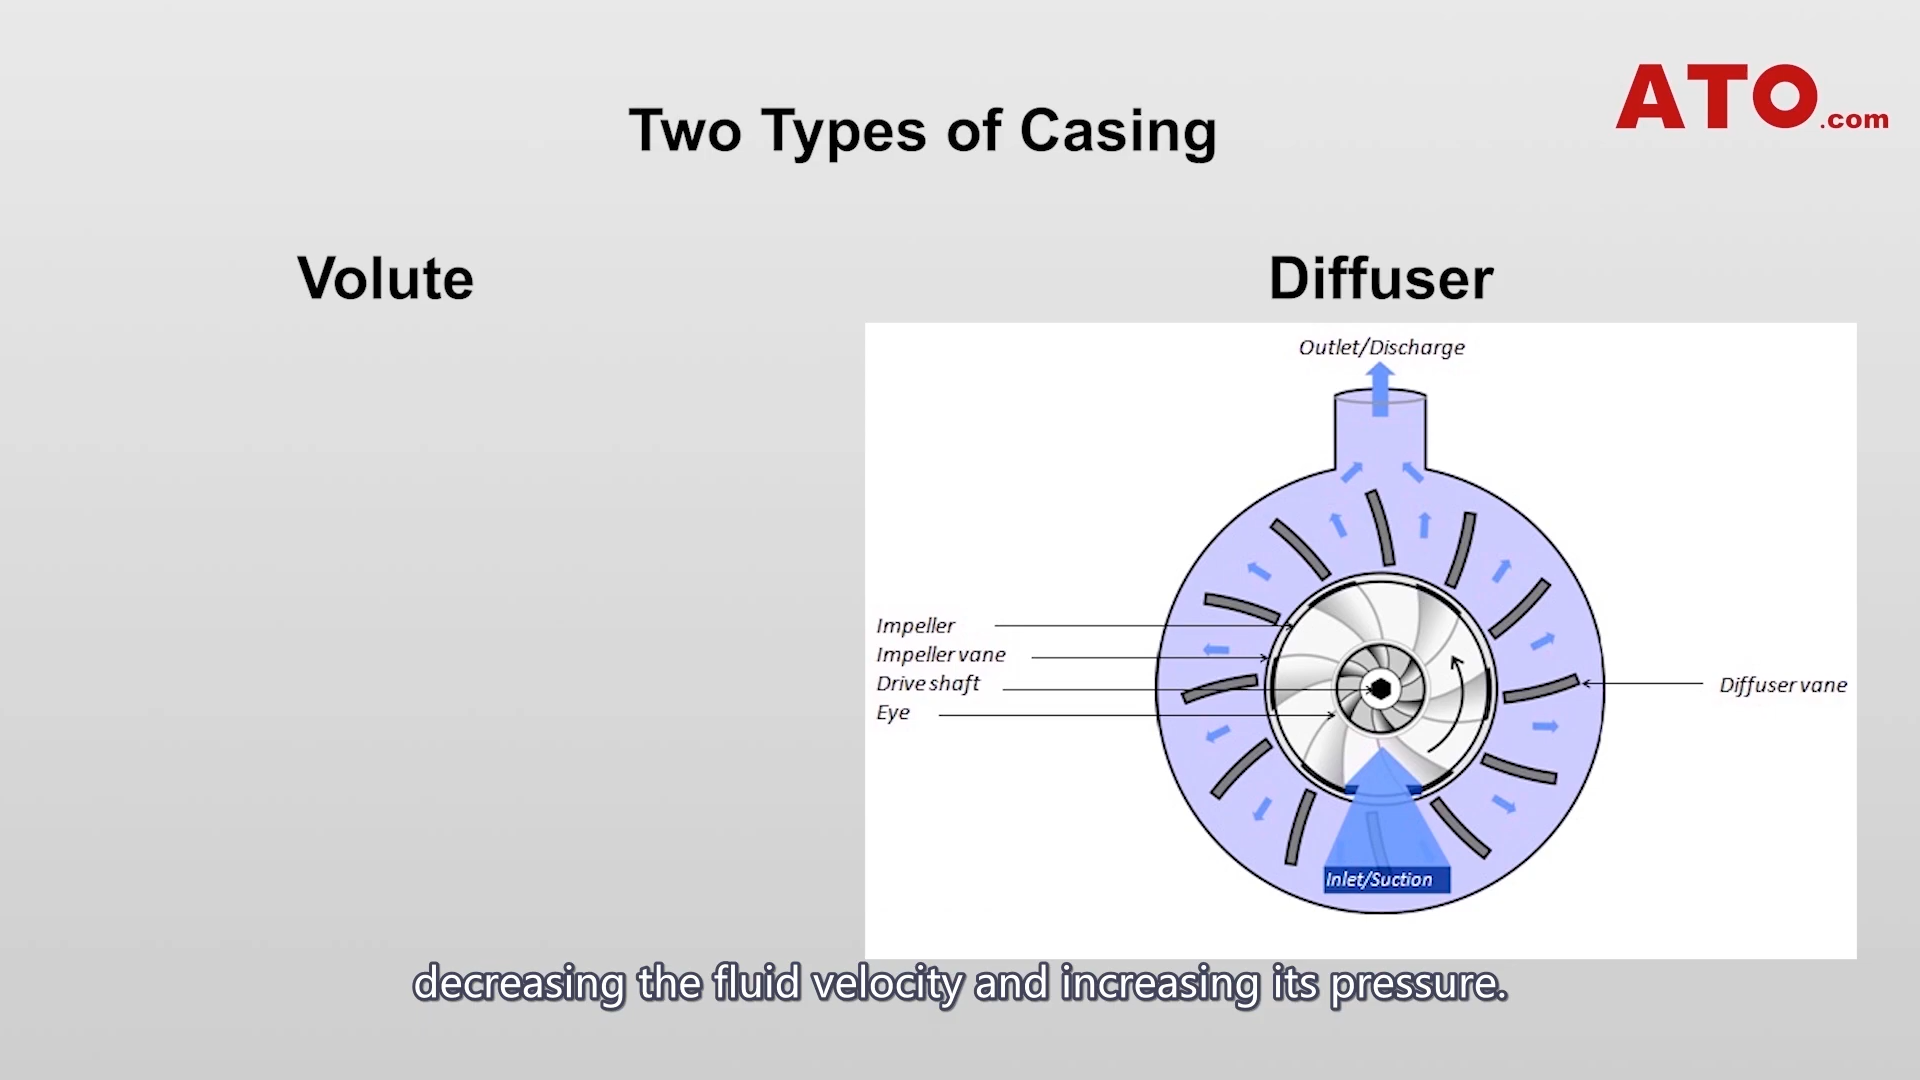 ATO.com
Two Types of Casing
Volute
Diffuser
Outlet/Discharge
Impeller
Impeller vane
Drive shaft
Eye
Diffuser vane
Inlet/Suction
decreasing the fluid velocity and increasing its pressure.